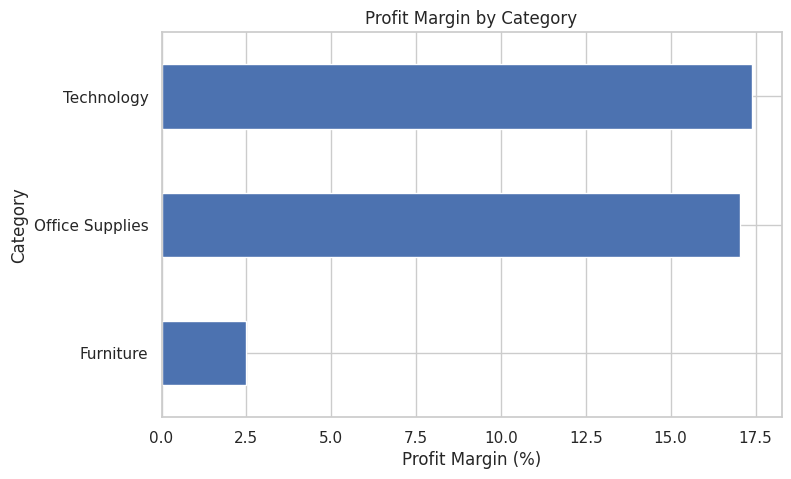 Profit Margin by Category
Category
Technology
Office Supplies
Furniture
0.0 2.5 5.0 7.5 10.0 12.5 15.0 17.5
Profit Margin (%)